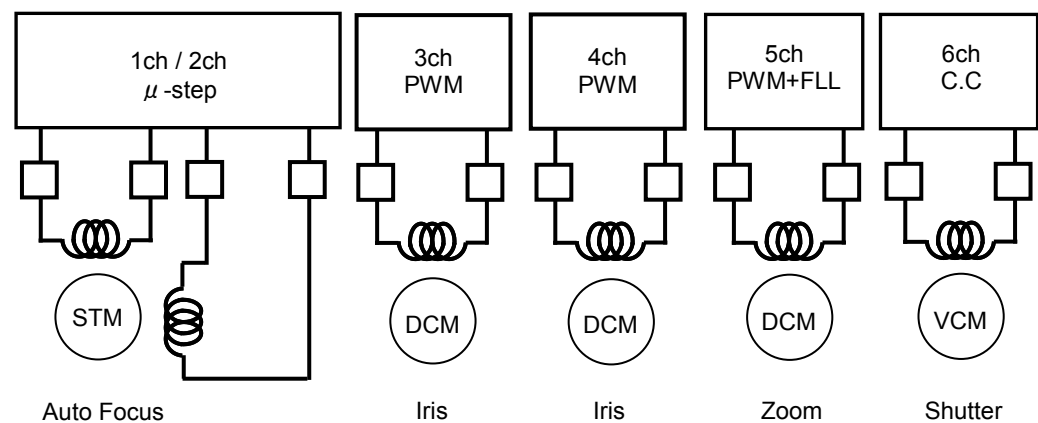 1ch / 2ch
μ -step
3ch
PWM
4ch
PWM
5ch
PWM+FLL
6ch
C.C
STM
DCM
DCM
DCM
VCM
Auto Focus
Iris
Iris
Zoom
Shutter